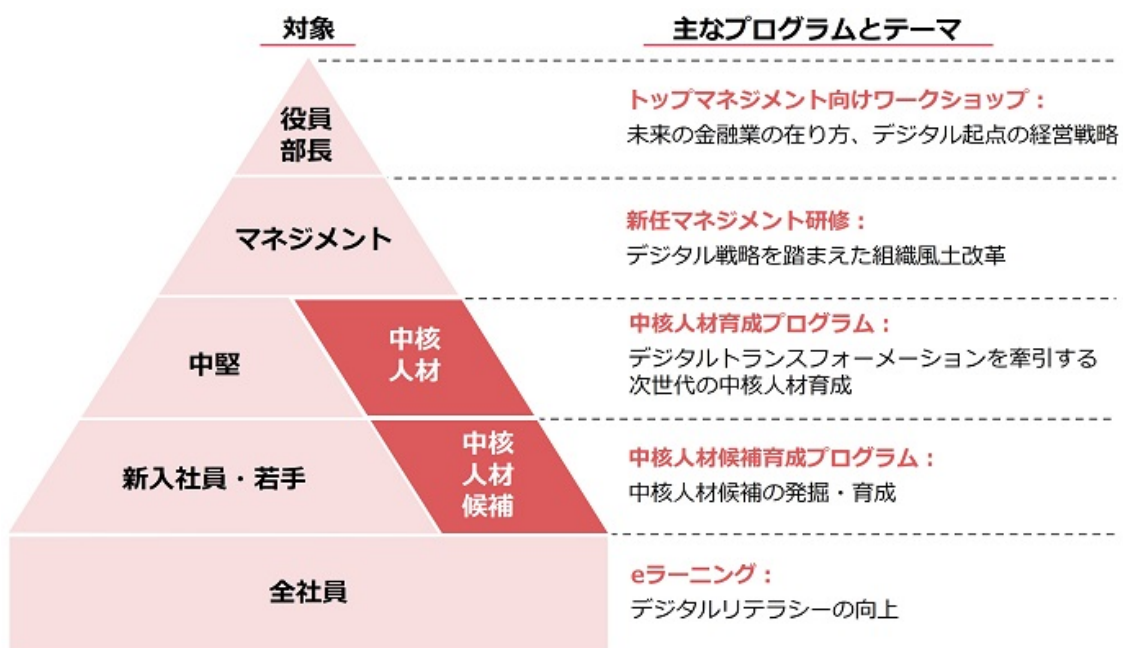 対象
主なプログラムとテーマ
役員
部長
トップマネジメント向けワークショップ：
未来の金融業の在り方、デジタル起点の経営戦略
マネジメント
新任マネジメント研修：
デジタル戦略を踏まえた組織風土改革
中堅
中核
人材
中核人材育成プログラム：
デジタルトランスフォーメーションを牽引する
次世代の中核人材育成
新入社員・若手
中核
人材
候補
中核人材候補育成プログラム：
中核人材候補の発掘・育成
全社員
eラーニング：
デジタルリテラシーの向上